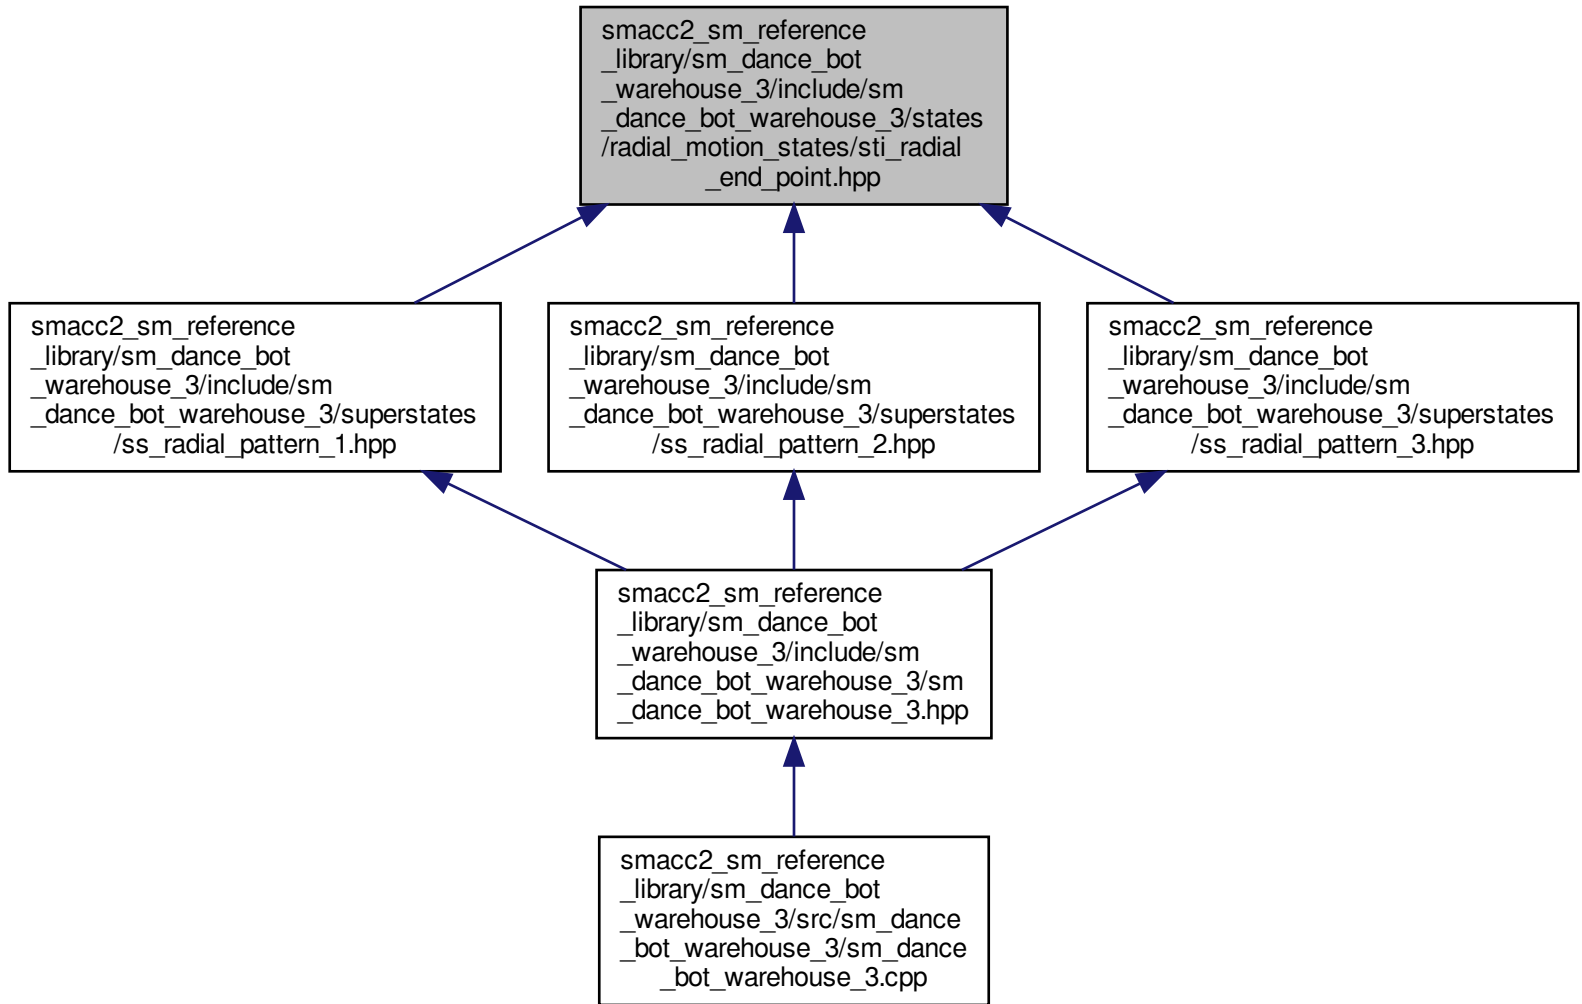 smacc2_sm_reference
_library/sm_dance_bot
_warehouse_3/include/sm
_dance_bot_warehouse_3/states
/radial_motion_states/sti_radial
_end_point.hpp
smacc2_sm_reference
_library/sm_dance_bot
_warehouse_3/include/sm
_dance_bot_warehouse_3/superstates
/ss_radial_pattern_1.hpp
smacc2_sm_reference
_library/sm_dance_bot
_warehouse_3/include/sm
_dance_bot_warehouse_3/superstates
/ss_radial_pattern_2.hpp
smacc2_sm_reference
_library/sm_dance_bot
_warehouse_3/include/sm
_dance_bot_warehouse_3/superstates
/ss_radial_pattern_3.hpp
smacc2_sm_reference
_library/sm_dance_bot
_warehouse_3/include/sm
_dance_bot_warehouse_3/sm
_dance_bot_warehouse_3.hpp
smacc2_sm_reference
_library/sm_dance_bot
_warehouse_3/src/sm_dance
_bot_warehouse_3/sm_dance
_bot_warehouse_3.cpp